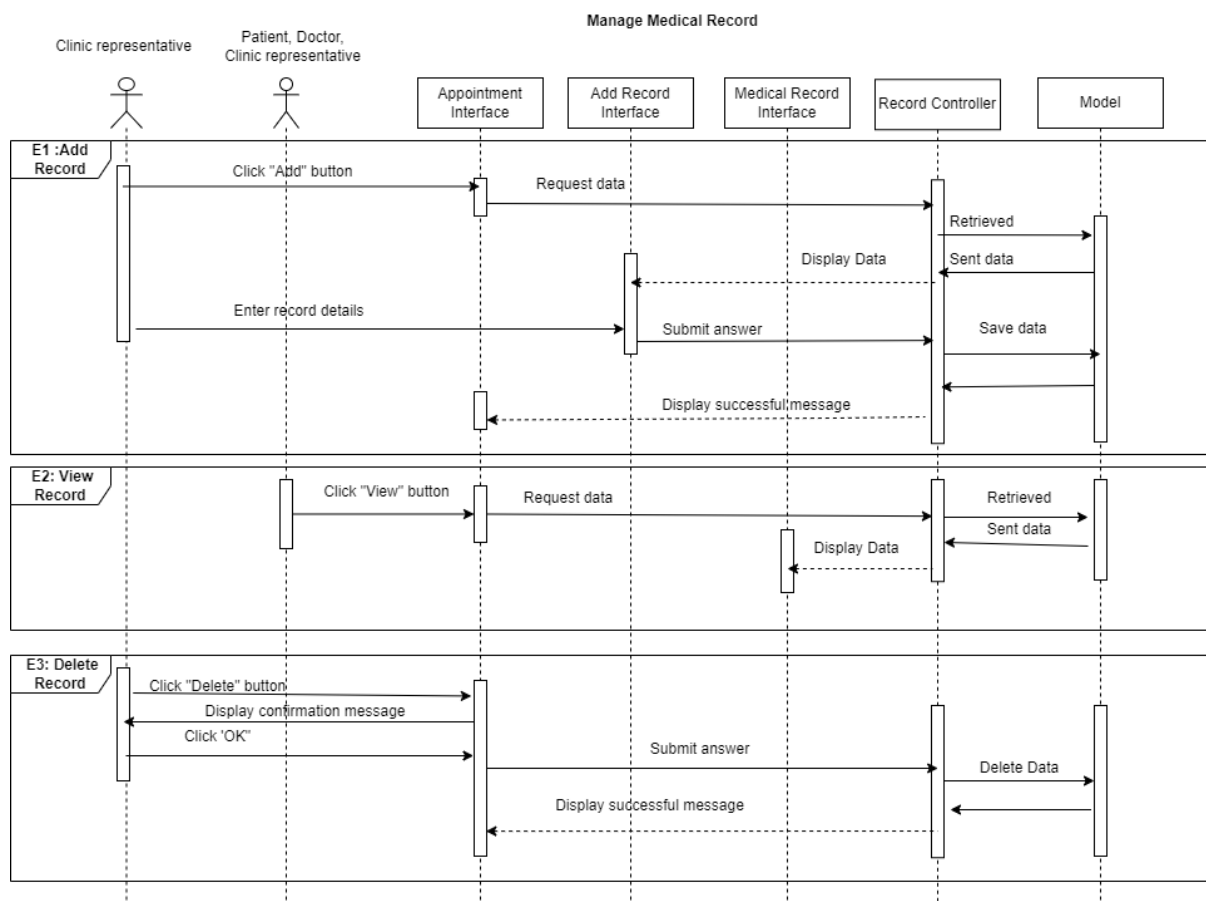 Manage Medical Record
Clinic representative
Patient, Doctor,
Clinic representative
Appointment
Interface
Add Record
Interface
Medical Record
Interface
Record Controller
Model
E1 :Add
Record
Click "Add" button
Request data
Retrieved
Display Data
Sent data
Enter record details
Submit answer
Save data
Display successful message
E2: View
Record
Click "View" button
Request data
Retrieved
Sent data
Display Data
E3: Delete
Record
Click "Delete" button
Display confirmation message
Click 'OK"
Submit answer
Delete Data
Display successful message